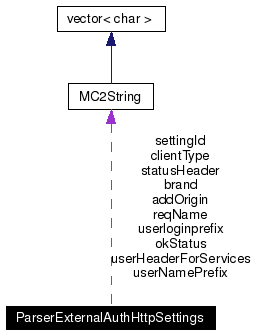 vector< char >
MC2String
settingId
clientType
statusHeader
brand
addOrigin
reqName
userloginprefix
okStatus
userHeaderForServices
userNamePrefix
ParserExternalAuthHttpSettings